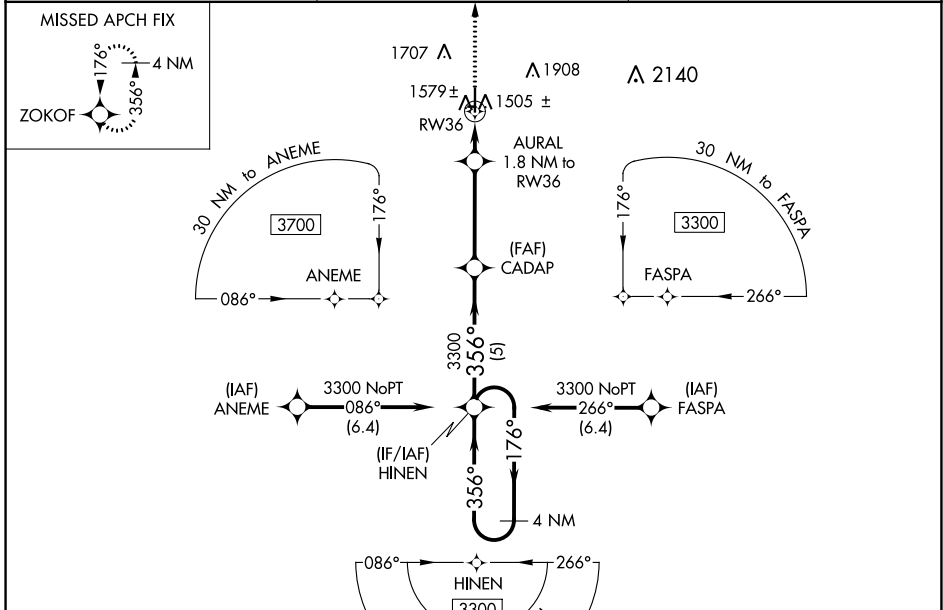 MISSED APCH FIX
176°
4 NM
356°
ZOKOF
1707
1908
2140
1579 ±
1505 ±
RW36
AURAL
1.8 NM to
RW36
30 NM to ANEME
3700
176°
ANEME
086°
30 NM to FASPA
3300
176°
FASPA
266°
(FAF)
CADAP
3300
356°
(5)
(IAF)
ANEME
3300 NoPT
086°
(6.4)
3300 NoPT
266°
(6.4)
(IAF)
FASPA
(IF/IAF)
HINEN
356°
176°
4 NM
086°
266°
HINEN
3300